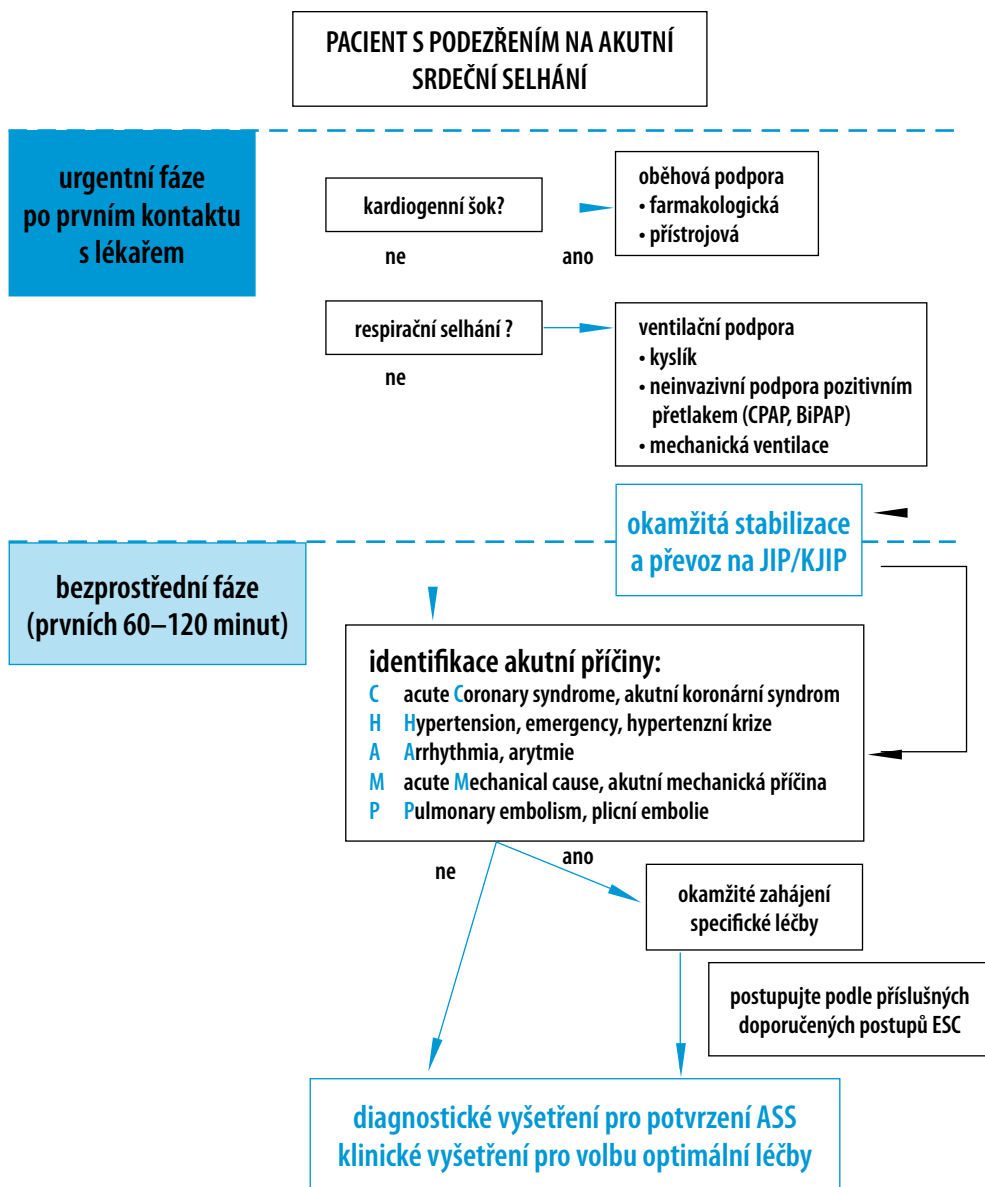 PACIENT S PODEZŘENÍM NA AKUTNÍ
SRDEČNÍ SELHÁNÍ
urgentní fáze
po prvním kontaktu
s lékařem
kardiogenní šok?
ne
ano
oběhová podpora
• farmakologická
• přístrojová
respirační selhání ?
ne
ventilační podpora
• kyslík
• neinvazivní podpora pozitivním
přetlakem (CPAP, BiPAP)
• mechanická ventilace
okamžitá stabilizace
a převoz na JIP/KJIP
bezprostřední fáze
(prvních 60–120 minut)
identifikace akutní příčiny:
C acute Coronary syndrome, akutní koronární syndrom
H Hypertension, emergency, hypertenzní krize
A Arrhythmia, arytmie
M acute Mechanical cause, akutní mechanická příčina
P Pulmonary embolism, plicní embolie
ne
ano
okamžité zahájení
specifické léčby
postupujte podle příslušných
doporučených postupů ESC
diagnostické vyšetření pro potvrzení ASS
klinické vyšetření pro volbu optimální léčby